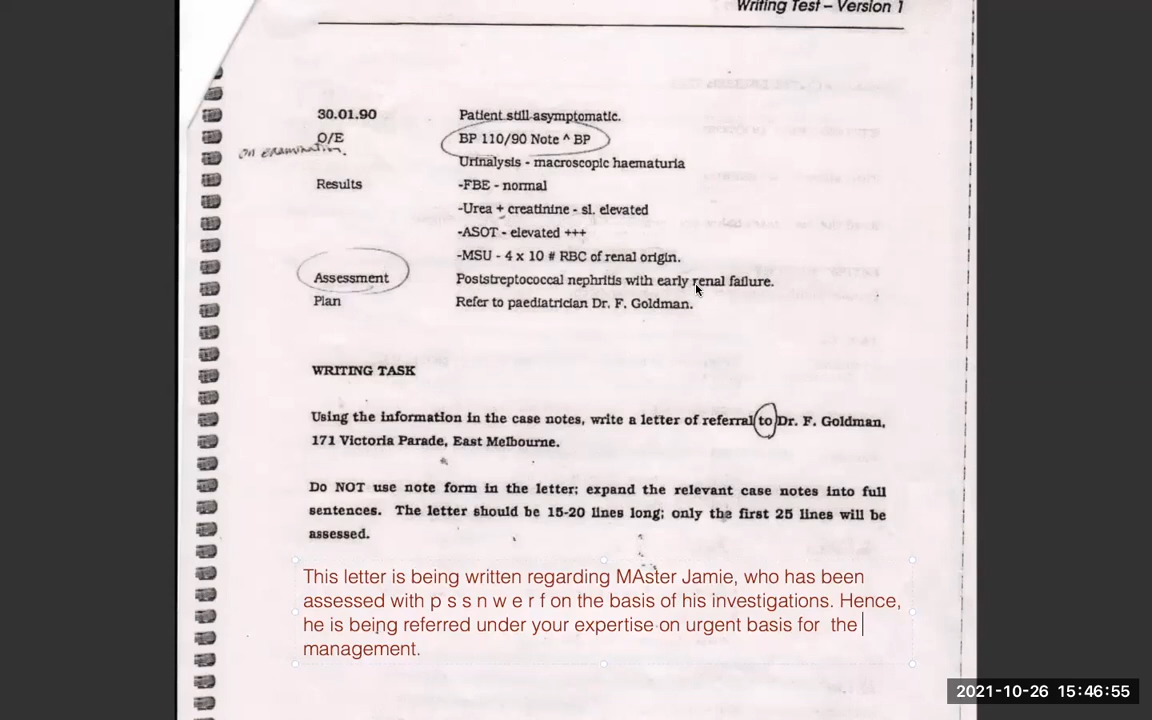 Writing Test – Version 1
30.01.90 Patient still asymptomatic.
O/E BP 110/90 Note ^ BP
on examination.
Urinalysis - macroscopic haematuria
Results -FBE - normal
-Urea + creatinine - sl. elevated
-ASOT - elevated +++
-MSU - 4 x 10 # RBC of renal origin.
Assessment Poststreptococcal nephritis with early renal failure.
Plan Refer to paediatrician Dr. F. Goldman.
WRITING TASK
Using the information in the case notes, write a letter of referral to Dr. F. Goldman,
171 Victoria Parade, East Melbourne.
Do NOT use note form in the letter; expand the relevant case notes into full
sentences. The letter should be 15-20 lines long; only the first 25 lines will be
assessed.
This letter is being written regarding MAster Jamie, who has been
assessed with p s s n w e r f on the basis of his investigations. Hence,
he is being referred under your expertise on urgent basis for the
management.
2021-10-26 15:46:55